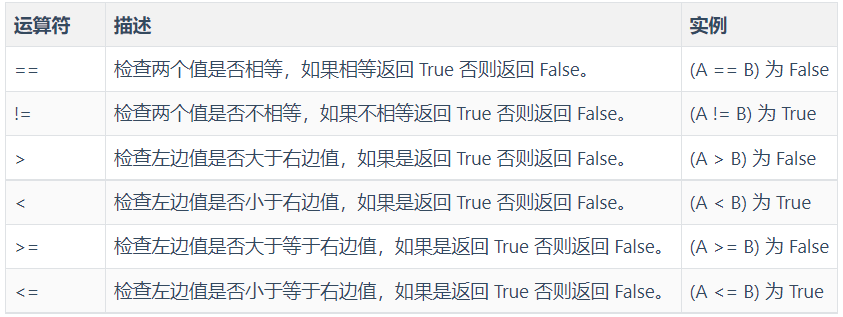 运算符 描述 实例
== 检查两个值是否相等，如果相等返回 True 否则返回 False。 (A == B) 为 False
!= 检查两个值是否不相等，如果不相等返回 True 否则返回 False。 (A != B) 为 True
> 检查左边值是否大于右边值，如果是返回 True 否则返回 False。 (A > B) 为 False
< 检查左边值是否小于右边值，如果是返回 True 否则返回 False。 (A < B) 为 True
>= 检查左边值是否大于等于右边值，如果是返回 True 否则返回 False。 (A >= B) 为 False
<= 检查左边值是否小于等于右边值，如果是返回 True 否则返回 False。 (A <= B) 为 True